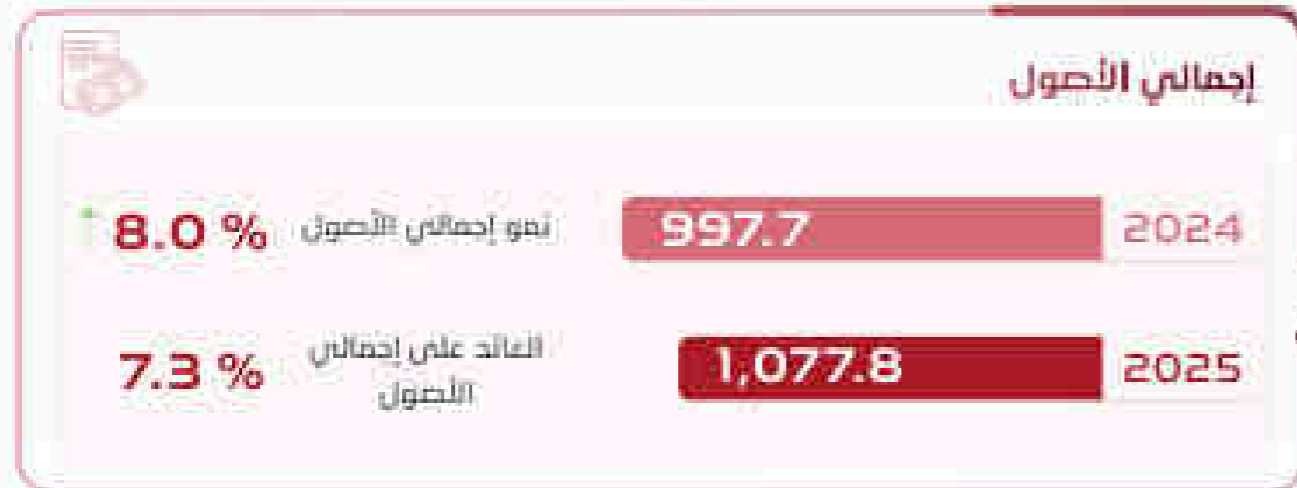 إجمالي الأصول
2024
997.7
نمو إجمالي الأصول
8.0 %
2025
1,077.8
العائد على إجمالي
الأصول
7.3 %